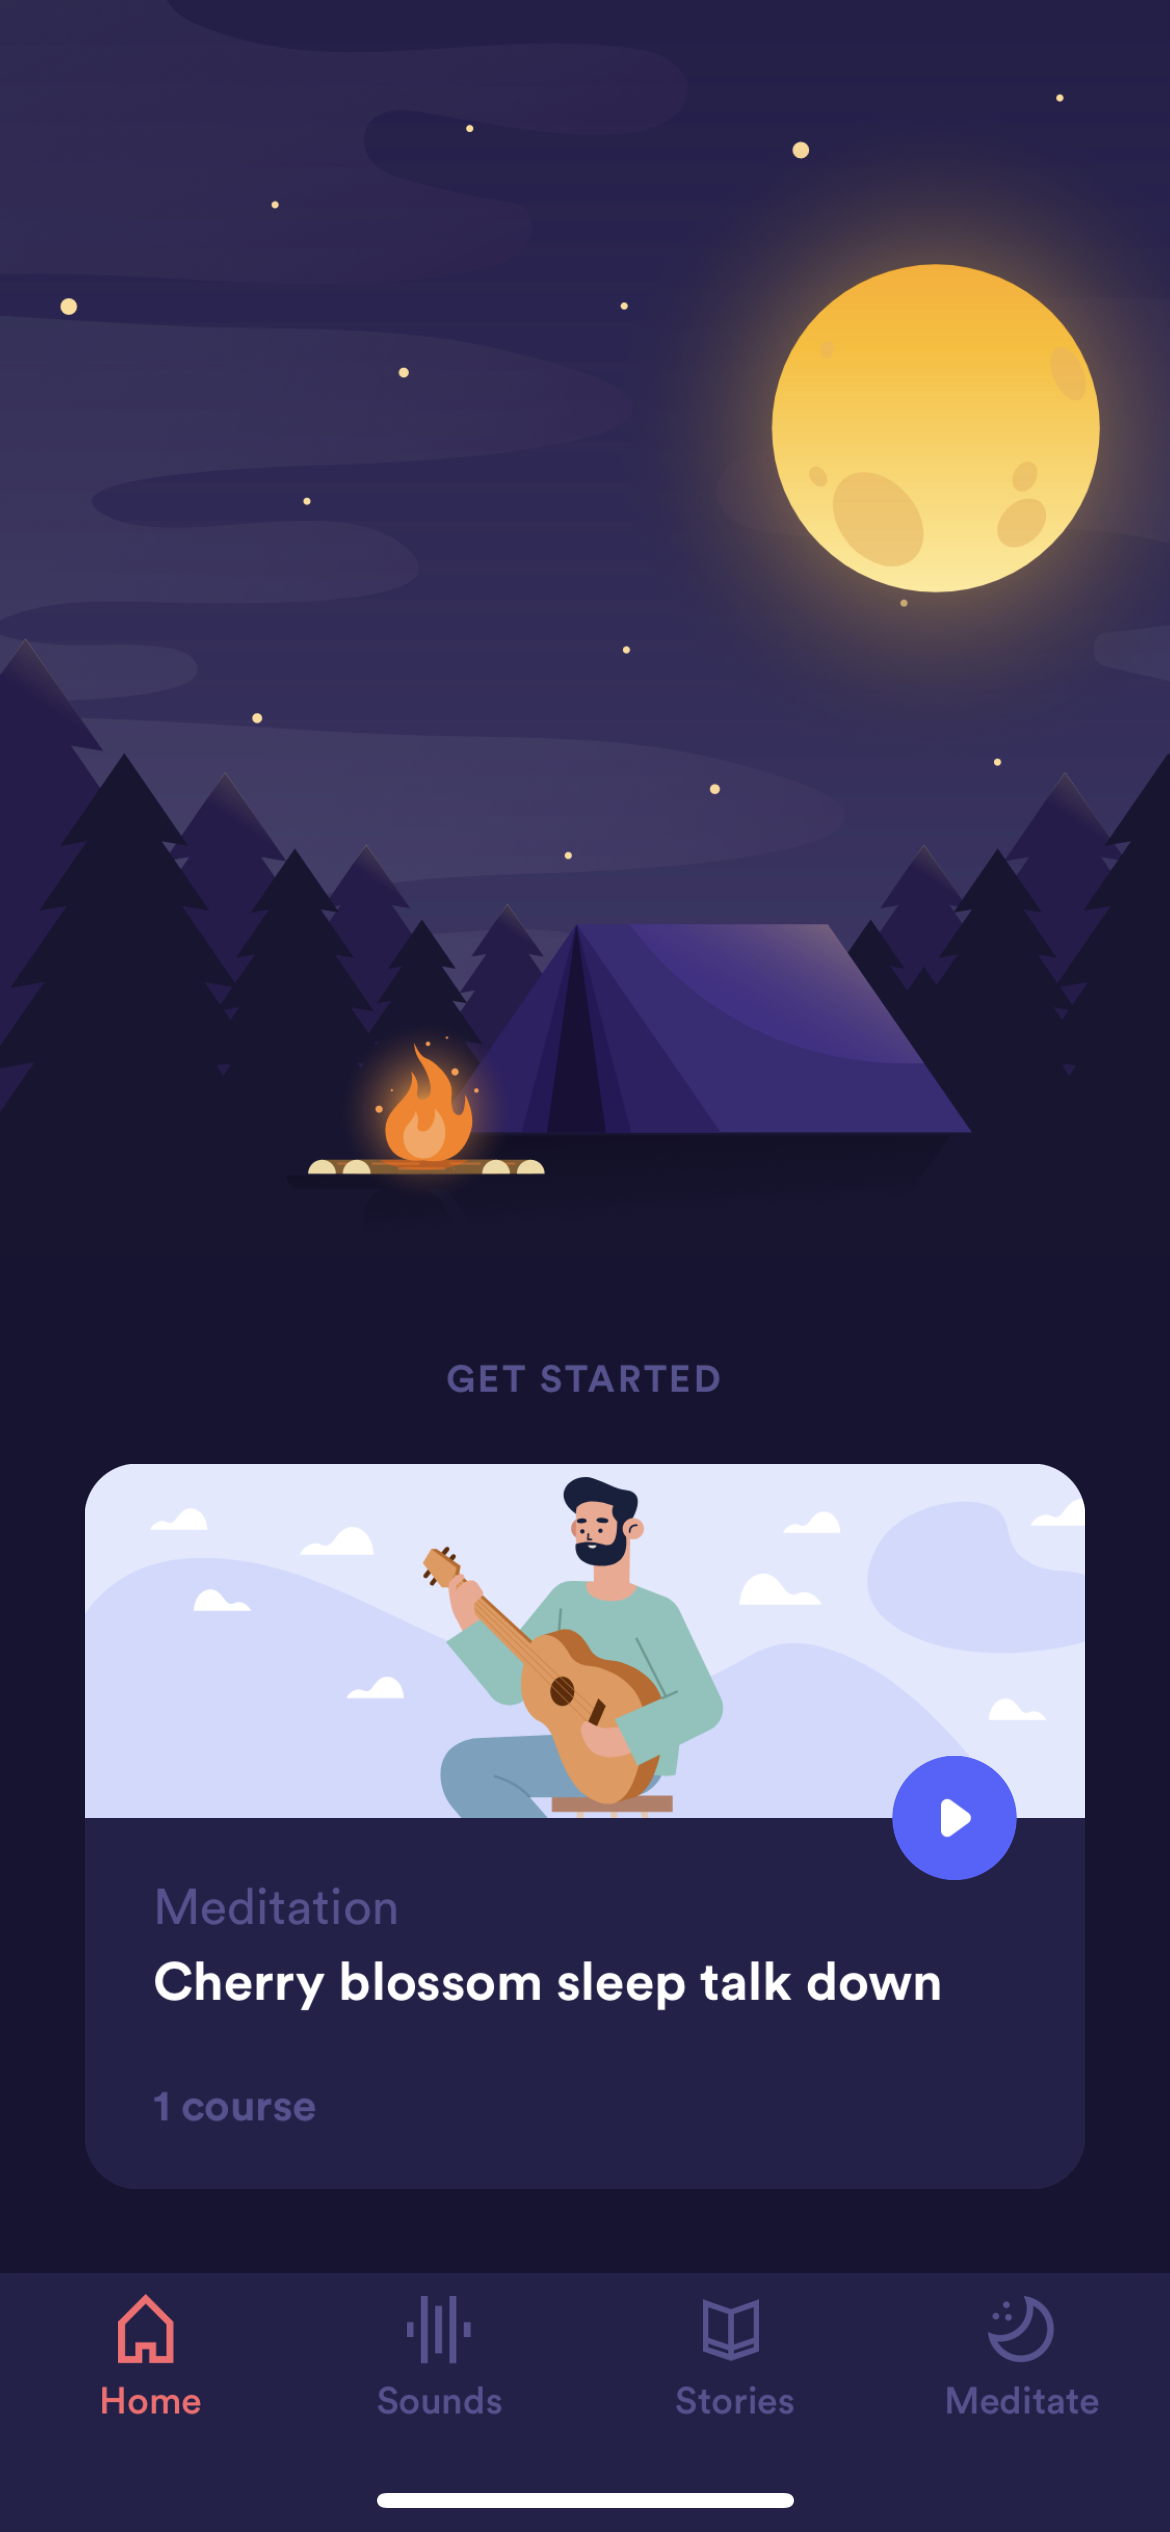 GET STARTED
Meditation
Cherry blossom sleep talk down
1 course
Home
Sounds
Stories
Meditate